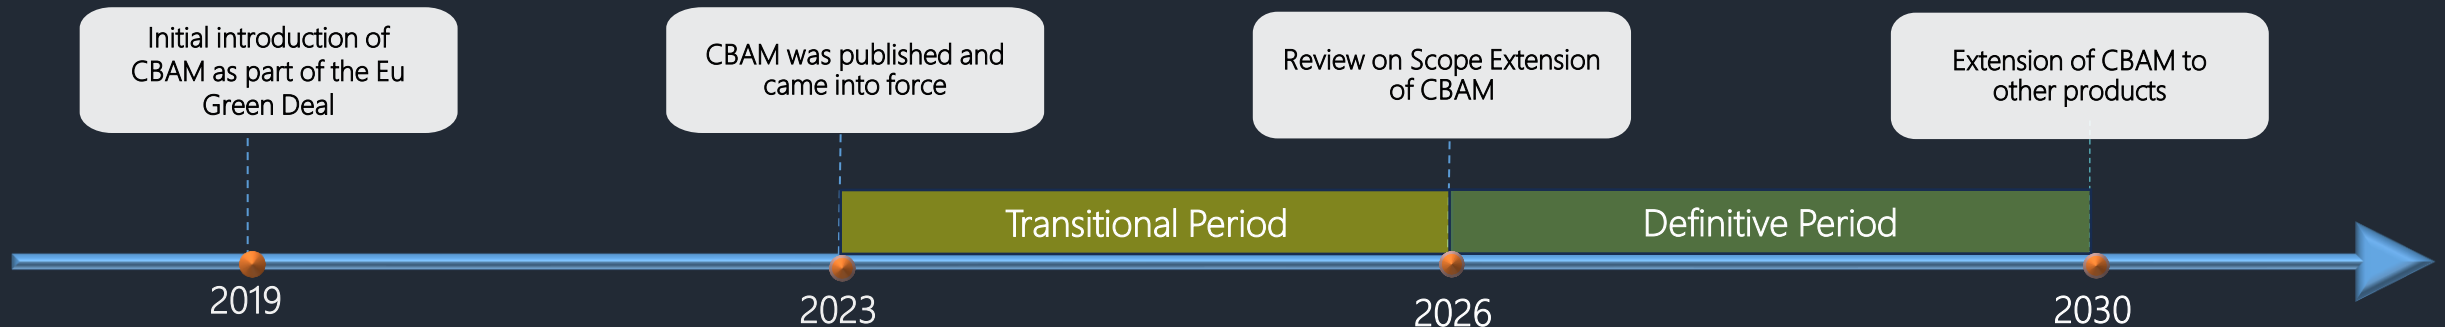 Initial introduction of
CBAM as part of the Eu
Green Deal
CBAM was published and
came into force
Review on Scope Extension
of CBAM
Extension of CBAM to
other products
Transitional Period
Definitive Period
2019
2023
2026
2030